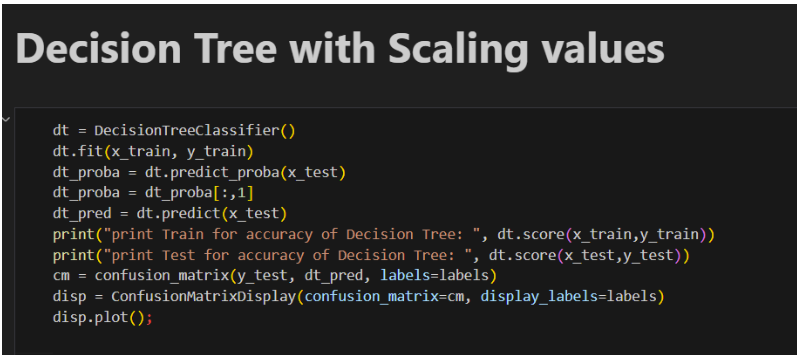 Decision Tree with Scaling values
dt = DecisionTreeClassifier()
dt.fit(x_train, y_train)
dt_proba = dt.predict_proba(x_test)
dt_proba = dt_proba[:,1]
dt_pred = dt.predict(x_test)
print("print Train for accuracy of Decision Tree: ", dt.score(x_train,y_train))
print("print Test for accuracy of Decision Tree: ", dt.score(x_test,y_test))
cm = confusion_matrix(y_test, dt_pred, labels=labels)
disp = ConfusionMatrixDisplay(confusion_matrix=cm, display_labels=labels)
disp.plot();